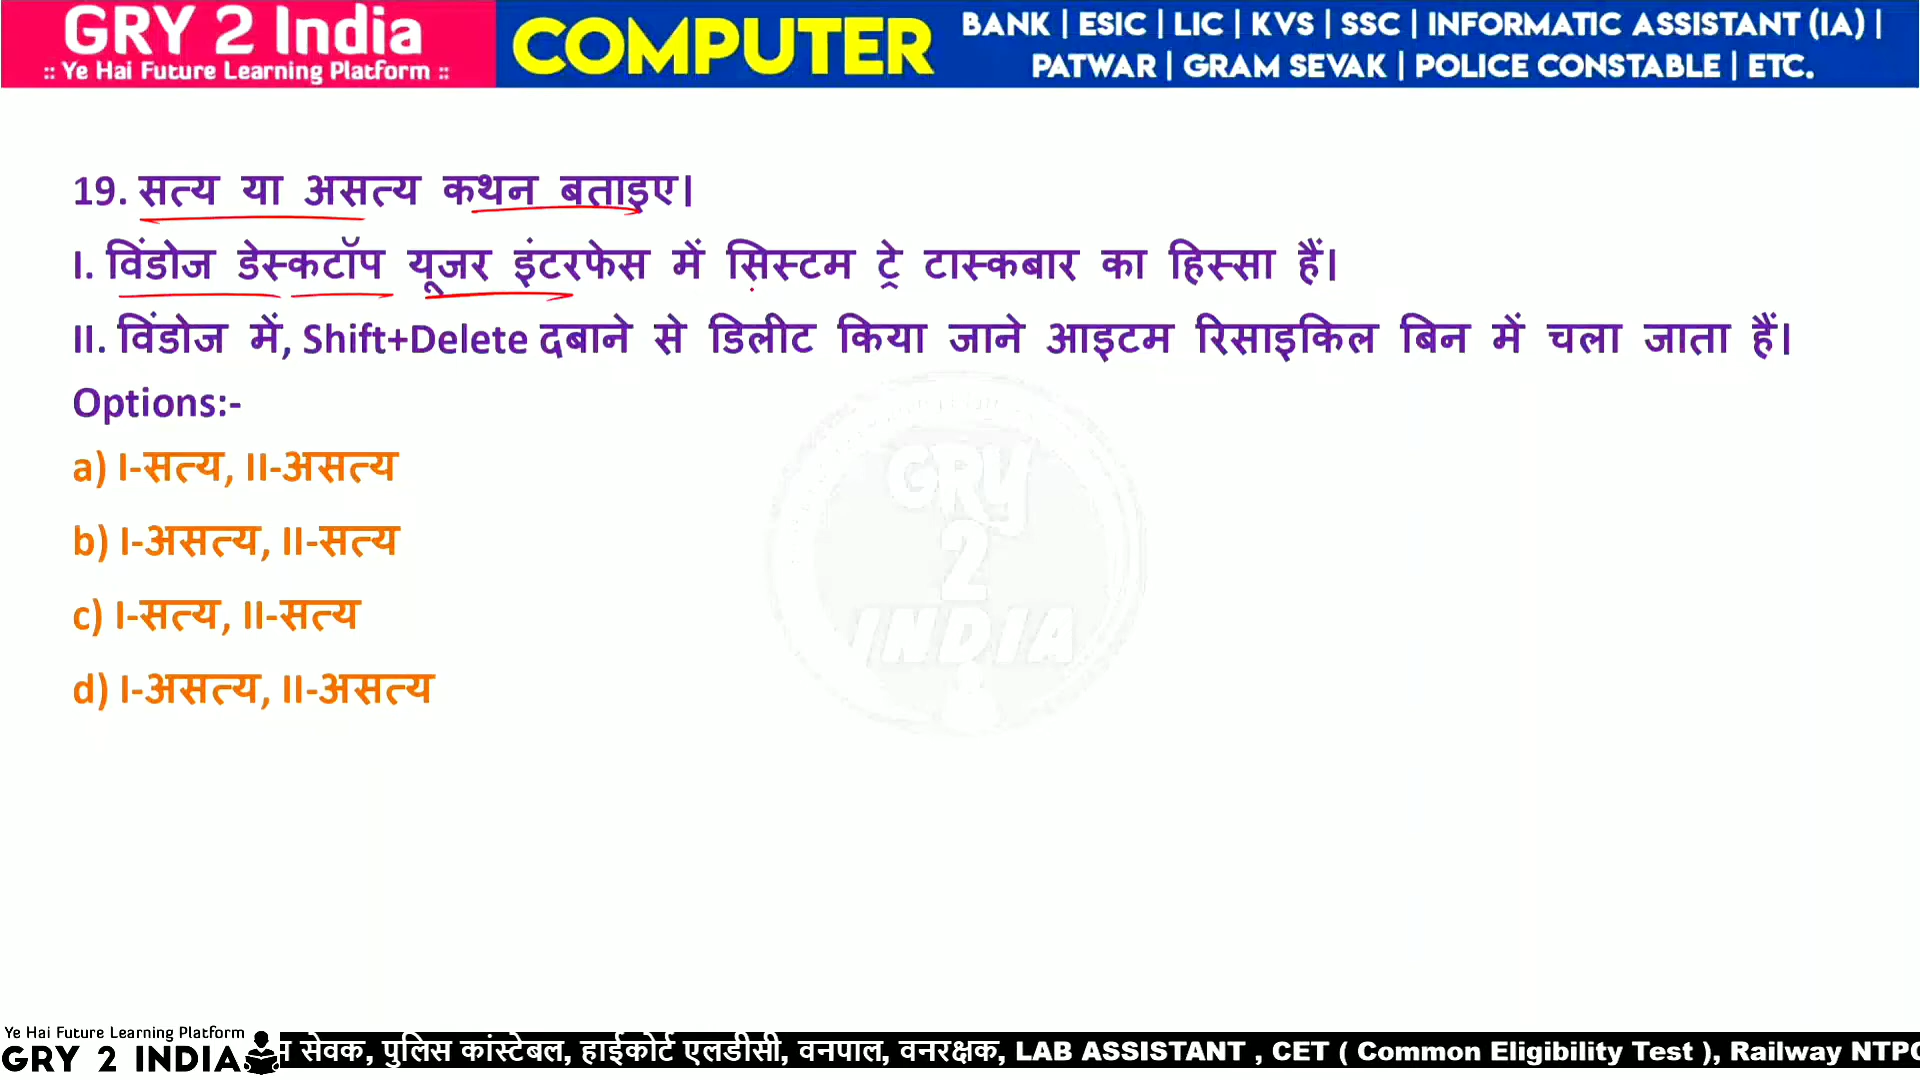 GRY 2 India
:: Ye Hai Future Learning Platform ::
COMPUTER
BANK | ESIC | LIC | KVS | SSC | INFORMATIC ASSISTANT (IA) |
PATWAR | GRAM SEVAK | POLICE CONSTABLE | ETC.
19. सत्य या असत्य कथन बताइए।
I. विंडोज डेस्कटॉप यूजर इंटरफेस में सिस्टम ट्रे टास्कबार का हिस्सा हैं।
II. विंडोज में, Shift+Delete दबाने से डिलीट किया जाने आइटम रिसाइकिल बिन में चला जाता हैं।
Options:-
a) I-सत्य, II-असत्य
b) I-असत्य, II-सत्य
c) I-सत्य, II-सत्य
d) I-असत्य, II-असत्य
GRY
2
INDIA
Ye Hai Future Learning Platform
GRY 2 INDIA
सेवक, पुलिस कांस्टेबल, हाईकोर्ट एलडीसी, वनपाल, वनरक्षक, LAB ASSISTANT , CET ( Common Eligibility Test ), Railway NTPC